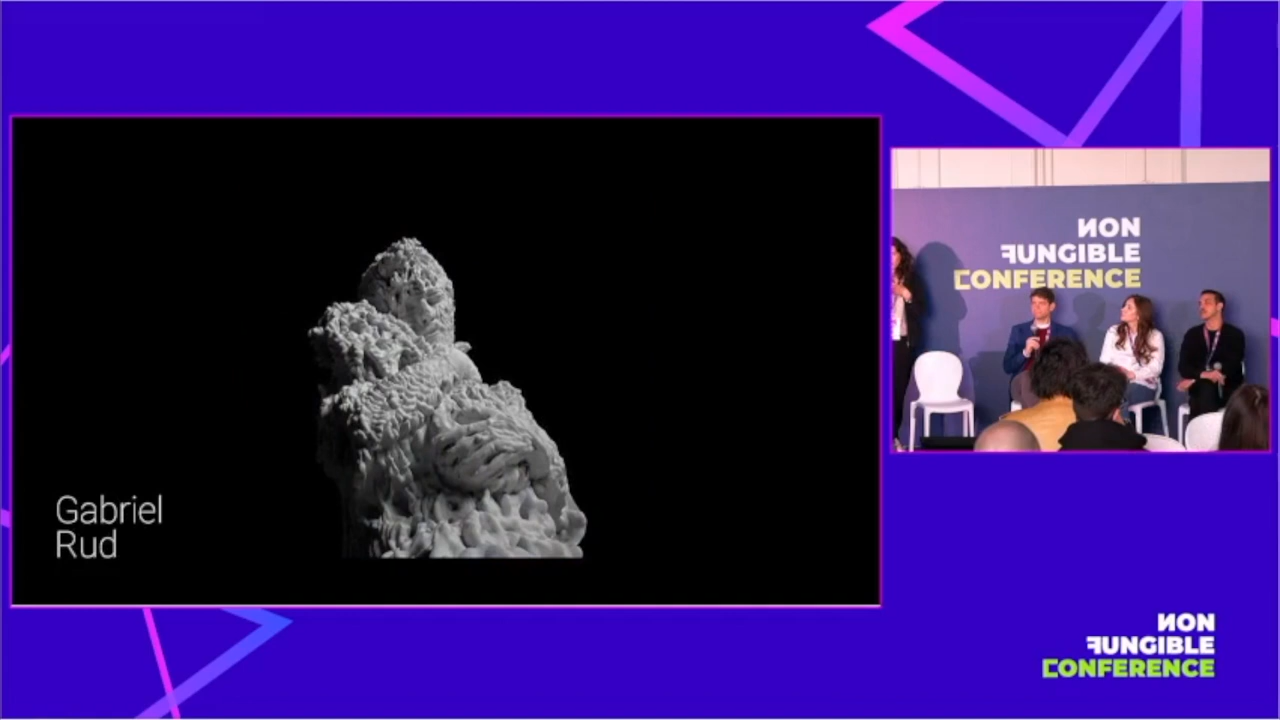 Gabriel
Rud
NON
FUNGIBLE
CONFERENCE
NON
FUNGIBLE
CONFERENCE